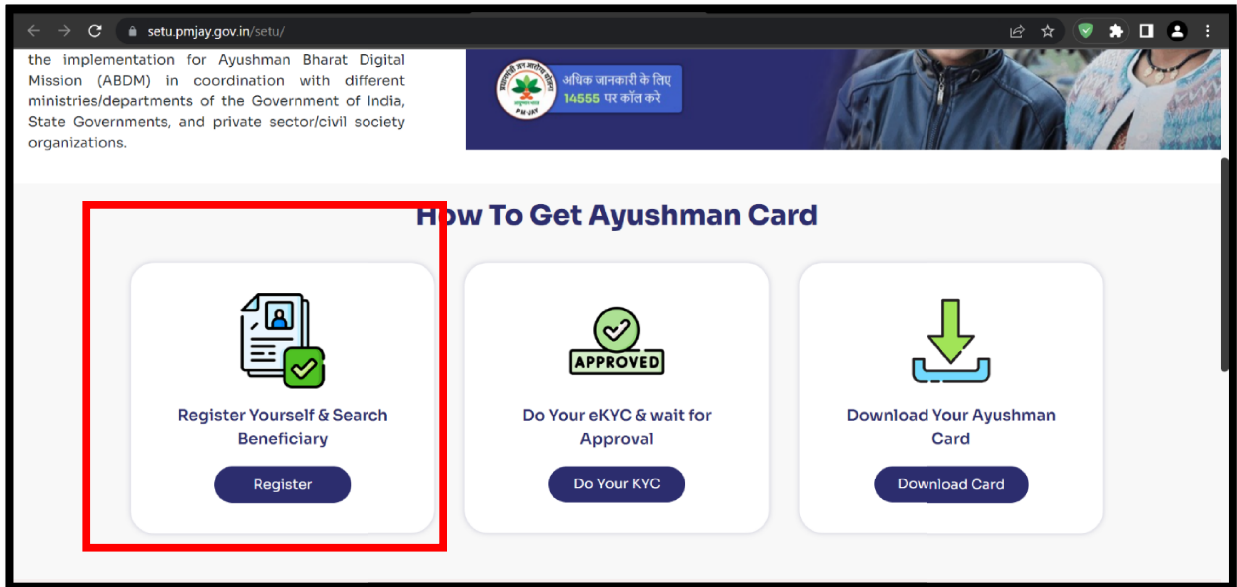 setu.pmjay.gov.in/setu/
the implementation for Ayushman Bharat Digital
Mission (ABDM) in coordination with different
ministries/departments of the Government of India,
State Governments, and private sector/civil society
organizations.
अधिक जानकारी के लिए
14555 पर कॉल करे
PM-JAY
How To Get Ayushman Card
Register Yourself & Search
Beneficiary
Register
APPROVED
Do Your eKYC & wait for
Approval
Do Your KYC
Download Your Ayushman
Card
Download Card